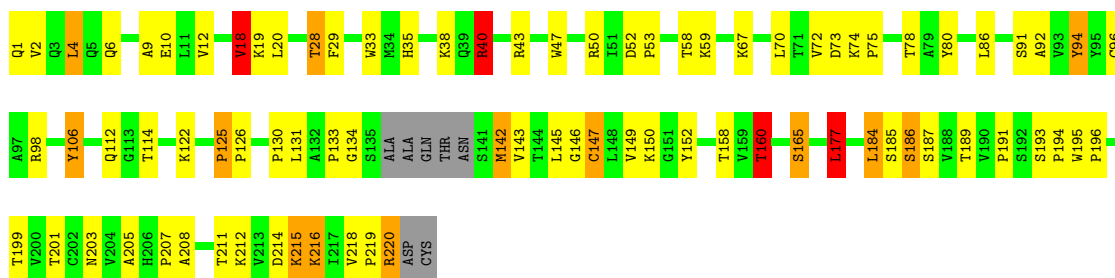 Q1 V2 Q3 L4 Q5 Q6 A9 E10 L11 V12 V18 K19 L20 T28 F29 W33 M34 H35 K38 Q39 R40 R43 W47 R50 I51 D52 P53 T58 K59 K67 L70 T71 V72 D73 K74 P75 T78 A79 Y80 L86 S91 A92 V93 Y94 Y95 C96
A97 R98 Y106 Q112 G113 T114 K122 P125 P126 P130 L131 A132 P133 G134 S135 ALA ALA GLN THR ASN S141 M142 V143 T144 L145 G146 C147 L148 V149 K150 G151 Y152 T158 V159 T160 S165 L177 L184 S185 S186 S187 V188 T189 V190 P191 S192 S193 P194 W195 P196
T199 V200 T201 C202 N203 V204 A205 H206 P207 A208 T211 K212 V213 D214 K215 K216 I217 V218 P219 R220 ASP CYS